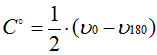 C° = 1/2 · (υ0 − υ180)